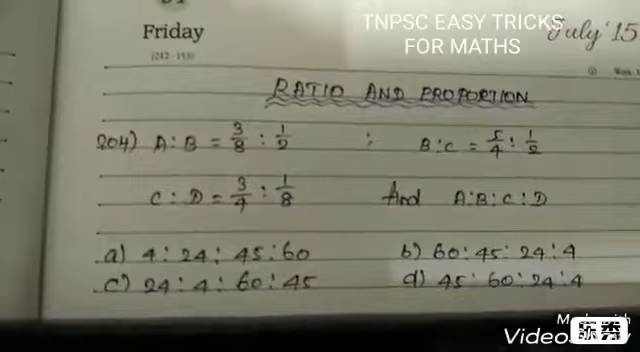 TNPSC EASY TRICKS
FOR MATHS
Friday
(212 - 153)
July'15
RATIO AND PROPORTION
204) A:B = 3/8 : 1/2 ; B:C = 5/4 : 1/2
C:D = 3/4 : 1/8 And A:B:C:D
a) 4:24:45:60 b) 60:45:24:4
c) 24:4:60:45 d) 45:60:24:4